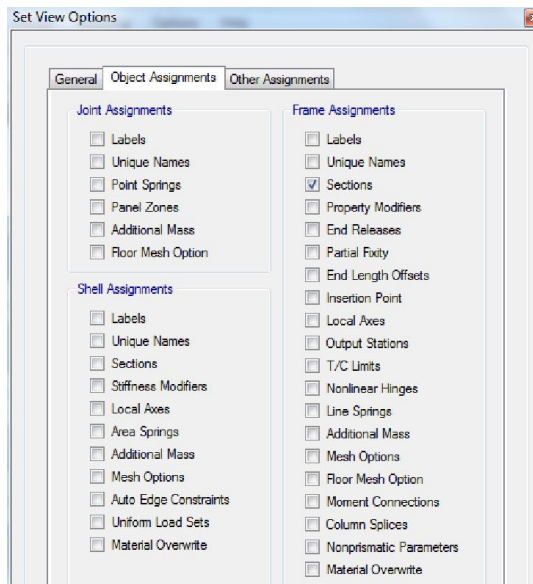 Set View Options
Options Help
General Object Assignments Other Assignments
Joint Assignments
Labels
Unique Names
Point Springs
Panel Zones
Additional Mass
Floor Mesh Option
Shell Assignments
Labels
Unique Names
Sections
Stiffness Modifiers
Local Axes
Area Springs
Additional Mass
Mesh Options
Auto Edge Constraints
Uniform Load Sets
Material Overwrite
Frame Assignments
Labels
Unique Names
Sections
Property Modifiers
End Releases
Partial Fixity
End Length Offsets
Insertion Point
Local Axes
Output Stations
T/C Limits
Nonlinear Hinges
Line Springs
Additional Mass
Mesh Options
Floor Mesh Option
Moment Connections
Column Splices
Nonprismatic Parameters
Material Overwrite